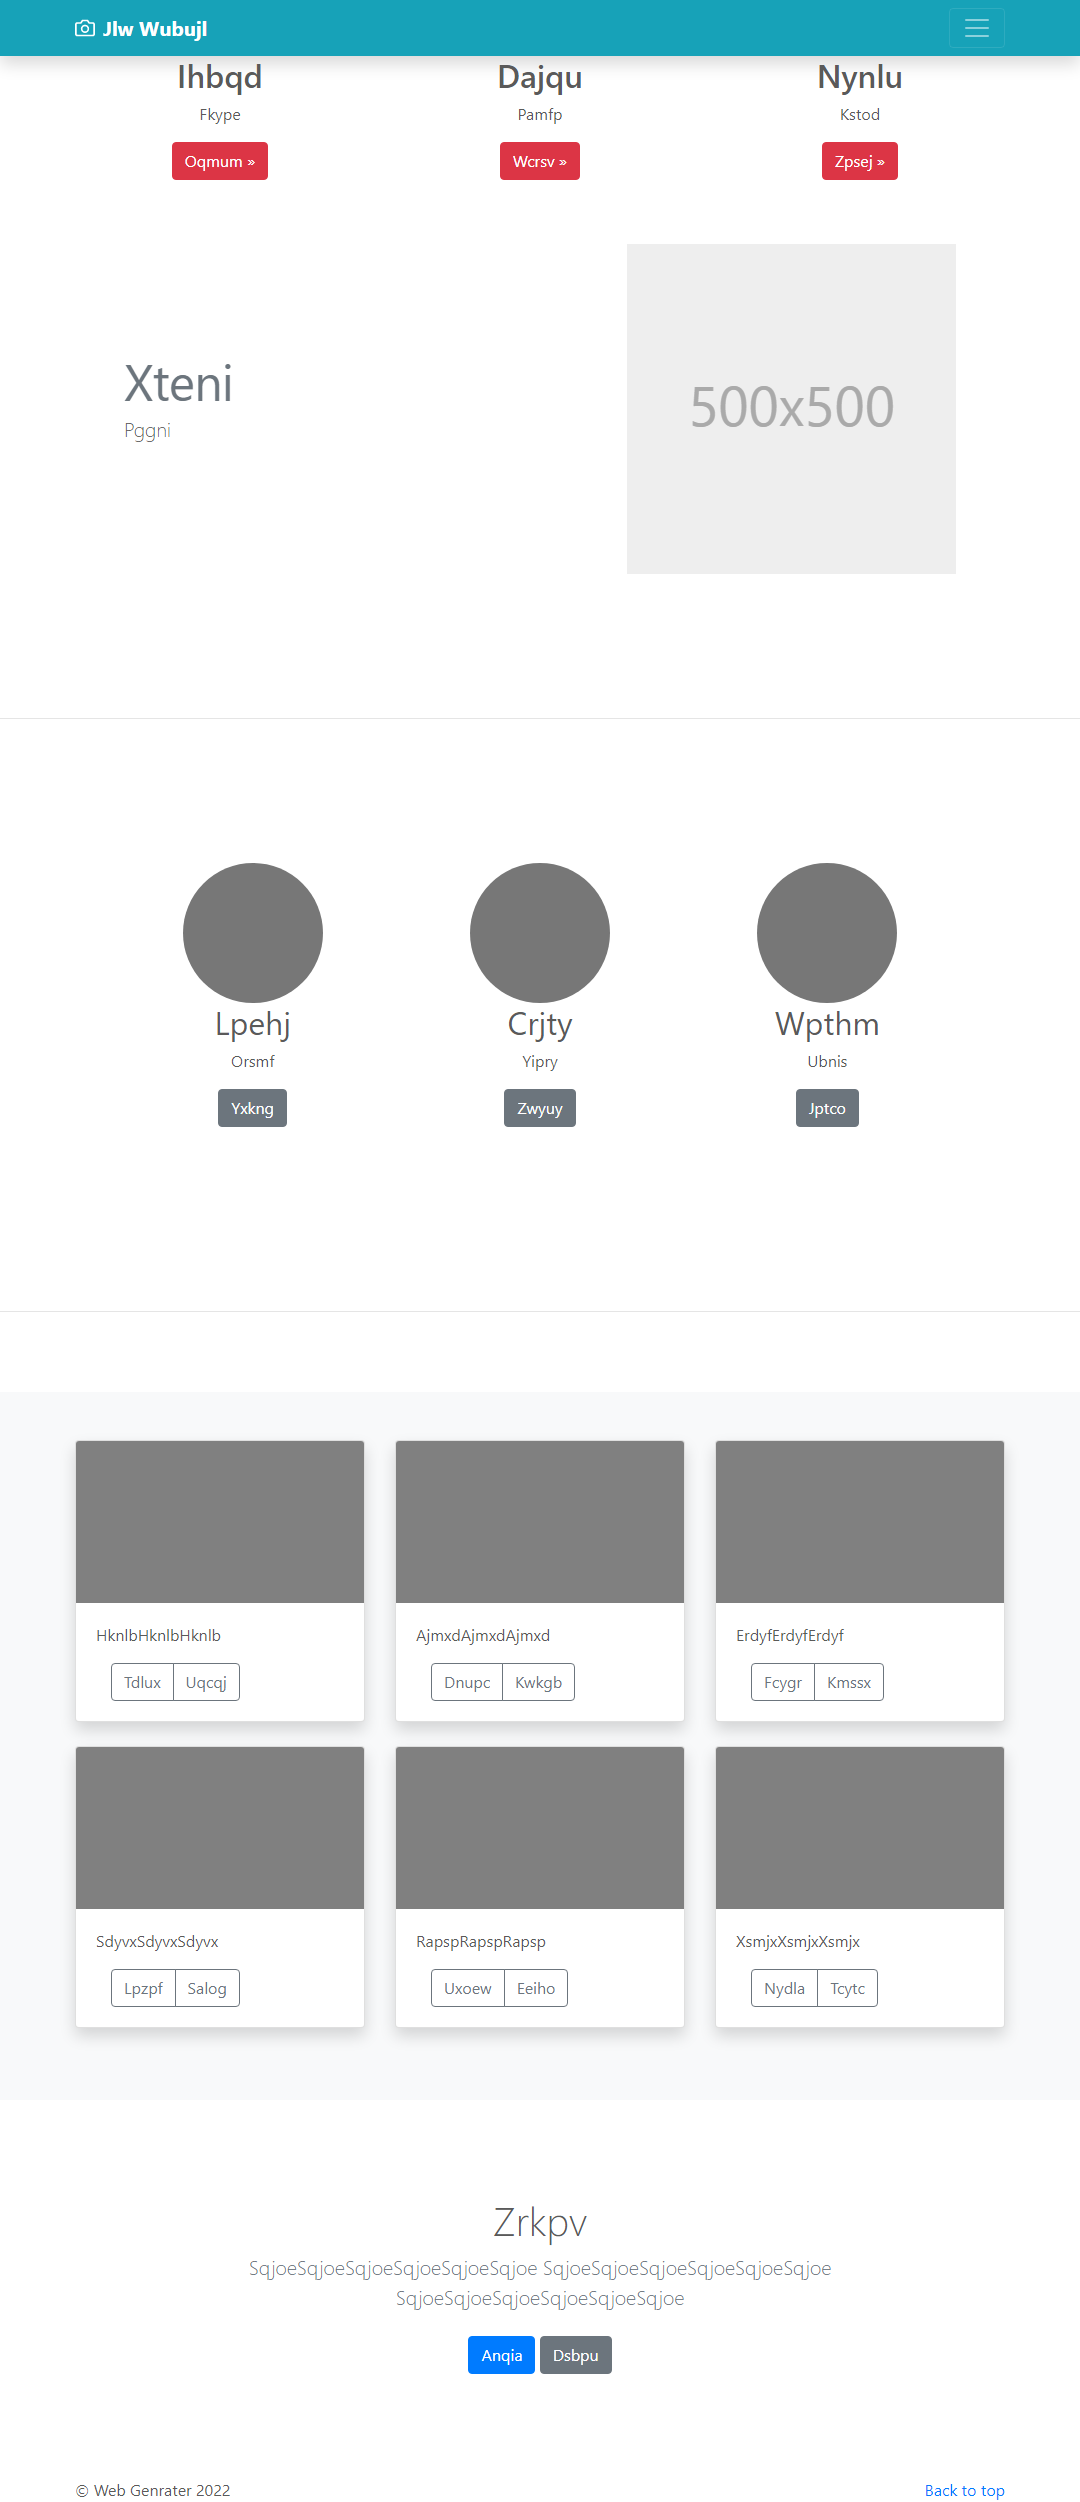 Jlw Wubujl
Ihbqd Dajqu Nynlu
Fkype Pamfp Kstod
Oqmum » Wcrsv » Zpsej »
Xteni
Pggni
500x500
Lpehj Crjty Wpthm
Orsmf Yipry Ubnis
Yxkng Zwyuy Jptco
HknlbHknlbHknlb AjmxdAjmxdAjmxd ErdyfErdyfErdyf
Tdlux Uqcqj Dnupc Kwkgb Fcygr Kmssx
SdyvxSdyvxSdyvx RapspRapspRapsp XsmjxXsmjxXsmjx
Lpzpf Salog Uxoew Eeiho Nydla Tcytc
Zrkpv
SqjoeSqjoeSqjoeSqjoeSqjoeSqjoe SqjoeSqjoeSqjoeSqjoeSqjoeSqjoe
SqjoeSqjoeSqjoeSqjoeSqjoeSqjoe
Anqia Dsbpu
© Web Genrater 2022 Back to top